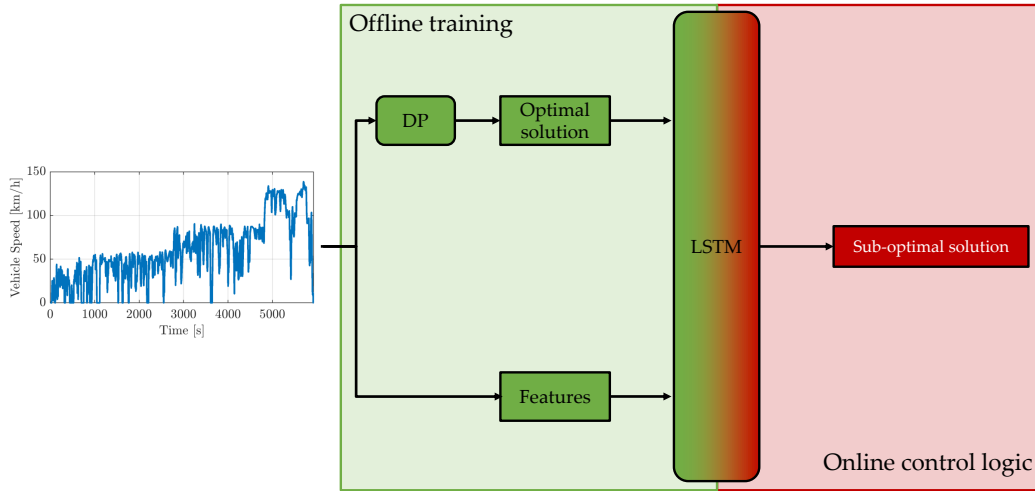 Offline training
DP
Optimal
solution
150
100
50
0
Vehicle Speed [km/h]
0
1000
2000
3000
4000
5000
Time [s]
LSTM
Sub-optimal solution
Features
Online control logic